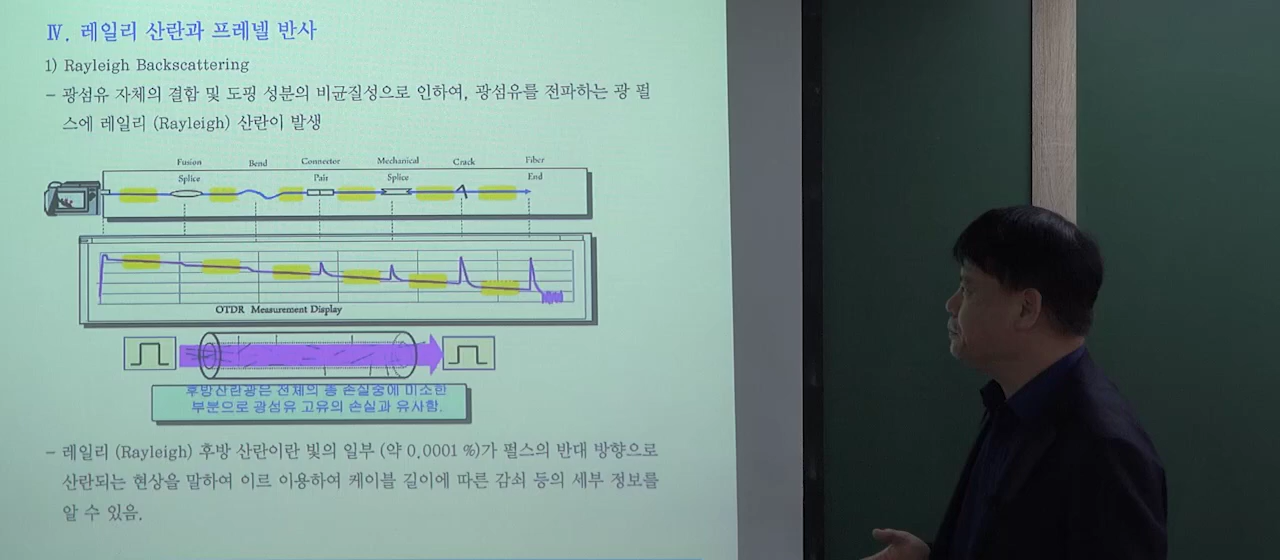 Ⅳ. 레일리 산란과 프레넬 반사
1) Rayleigh Backscattering
- 광섬유 자체의 결함 및 도핑 성분의 비균질성으로 인하여, 광섬유를 전파하는 광 펄
스에 레일리 (Rayleigh) 산란이 발생
Fusion Splice
Bend
Connector Pair
Mechanical Splice
Crack
Fiber End
OTDR Measurement Display
후방산란광은 전체의 총 손실중에 미소한
부분으로 광섬유 고유의 손실과 유사함.
- 레일리 (Rayleigh) 후방 산란이란 빛의 일부 (약 0.0001 %)가 펄스의 반대 방향으로
산란되는 현상을 말하여 이르 이용하여 케이블 길이에 따른 감쇠 등의 세부 정보를
알 수 있음.